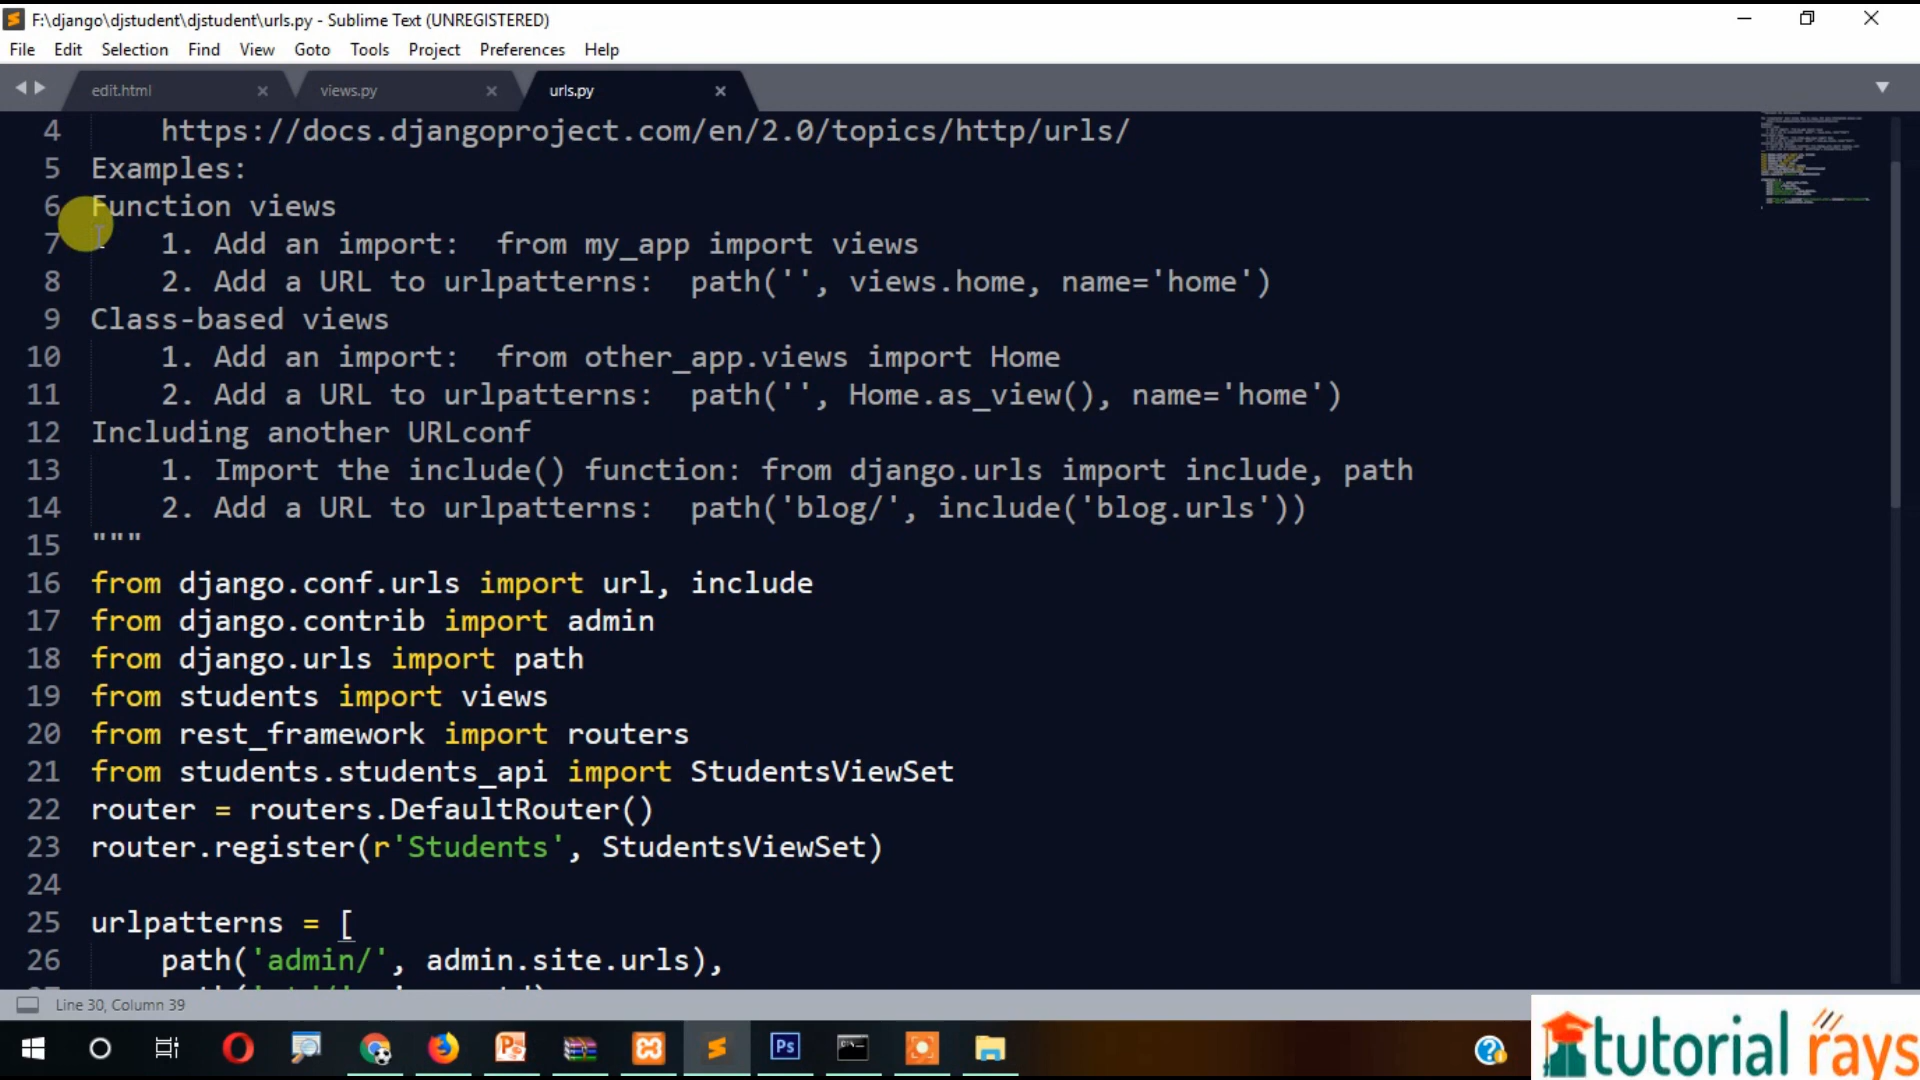 F:\django\djstudent\djstudent\urls.py - Sublime Text (UNREGISTERED)
File Edit Selection Find View Goto Tools Project Preferences Help
edit.html views.py urls.py
4 https://docs.djangoproject.com/en/2.0/topics/http/urls/
5 Examples:
6 Function views
7 1. Add an import:  from my_app import views
8 2. Add a URL to urlpatterns:  path('', views.home, name='home')
9 Class-based views
10 1. Add an import:  from other_app.views import Home
11 2. Add a URL to urlpatterns:  path('', Home.as_view(), name='home')
12 Including another URLconf
13 1. Import the include() function: from django.urls import include, path
14 2. Add a URL to urlpatterns:  path('blog/', include('blog.urls'))
15 """
16 from django.conf.urls import url, include
17 from django.contrib import admin
18 from django.urls import path
19 from students import views
20 from rest_framework import routers
21 from students.students_api import StudentsViewSet
22 router = routers.DefaultRouter()
23 router.register(r'Students', StudentsViewSet)
24
25 urlpatterns = [
26 path('admin/', admin.site.urls),
Line 30, Column 39
Ps
tutorial rays